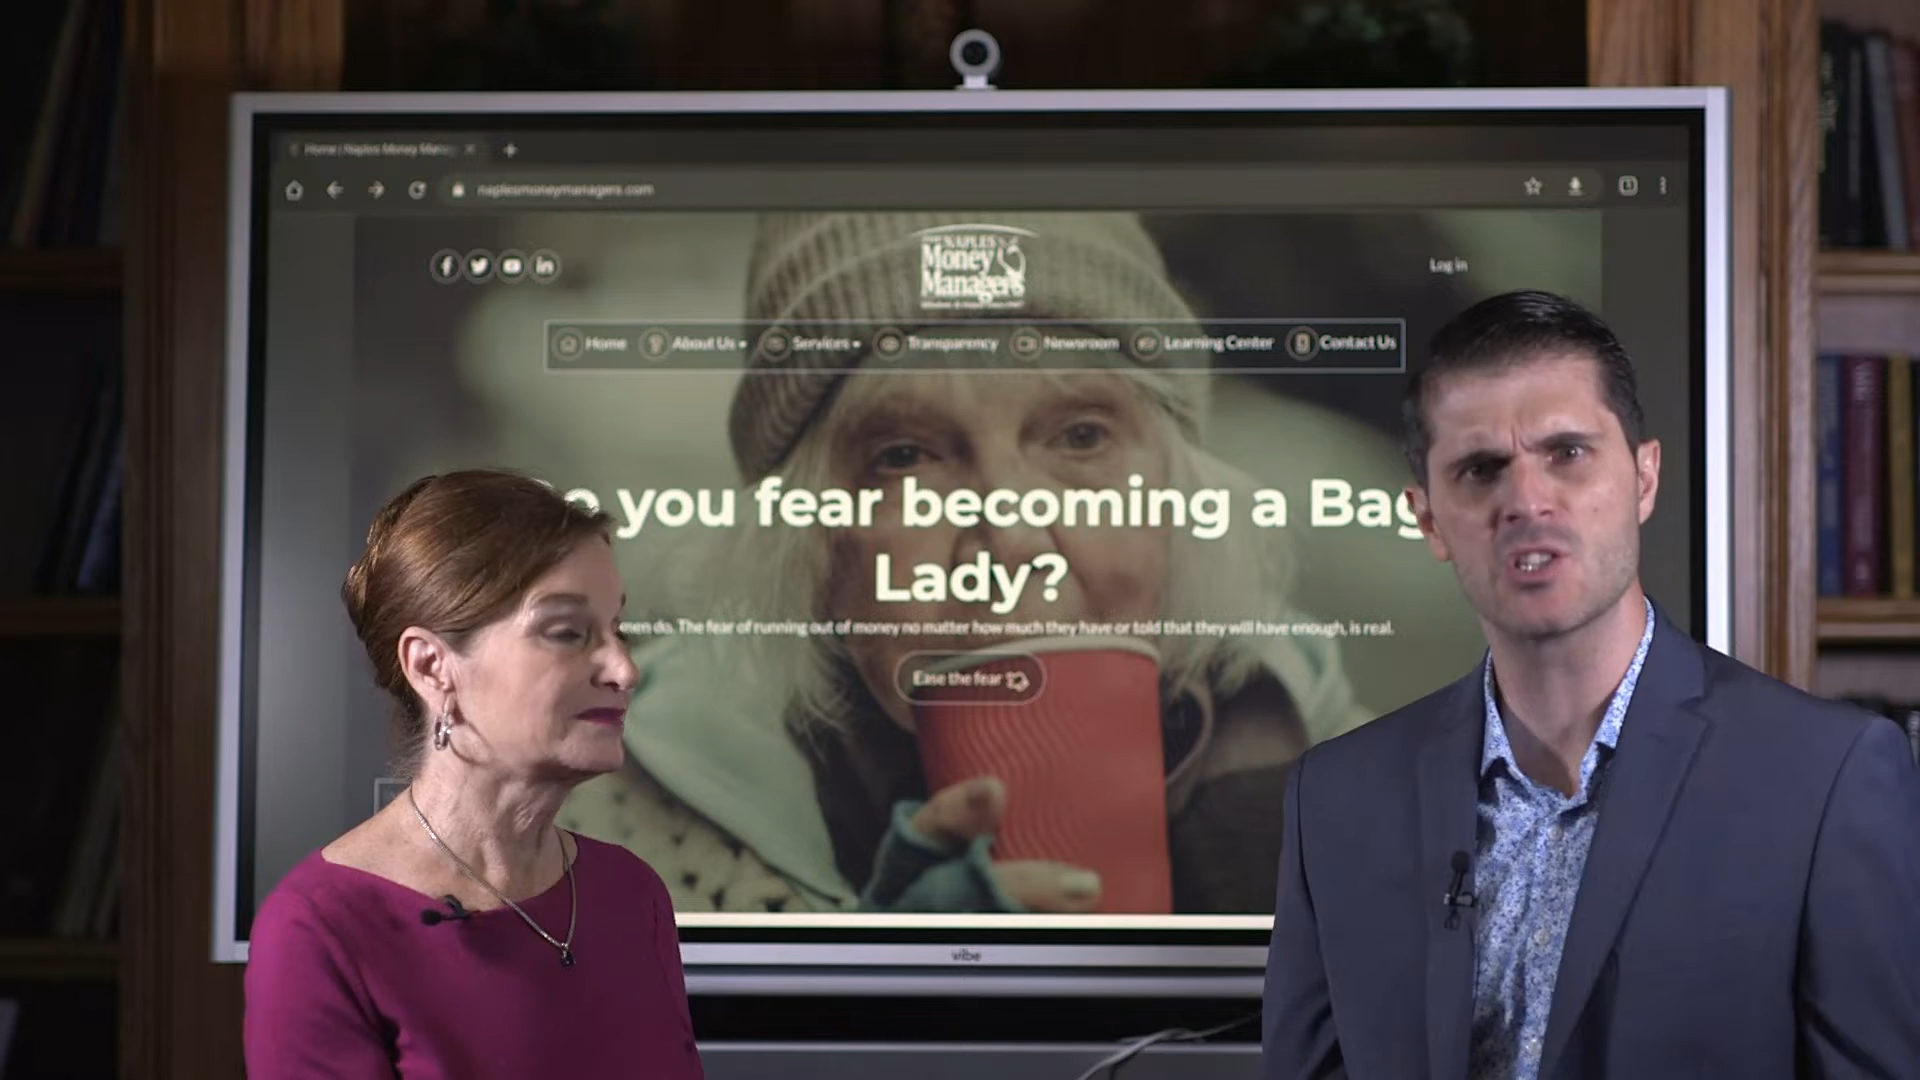 Home | Naples Money Manag
naplesmoneymanagers.com
NAPLES
Money
Managers
Log in
Home About Us Services Transparency Newsroom Learning Center Contact Us
you fear becoming a Bag
Lady?
men do. The fear of running out of money no matter how much they have or told that they will have enough, is real.
Ease the fear
vibe